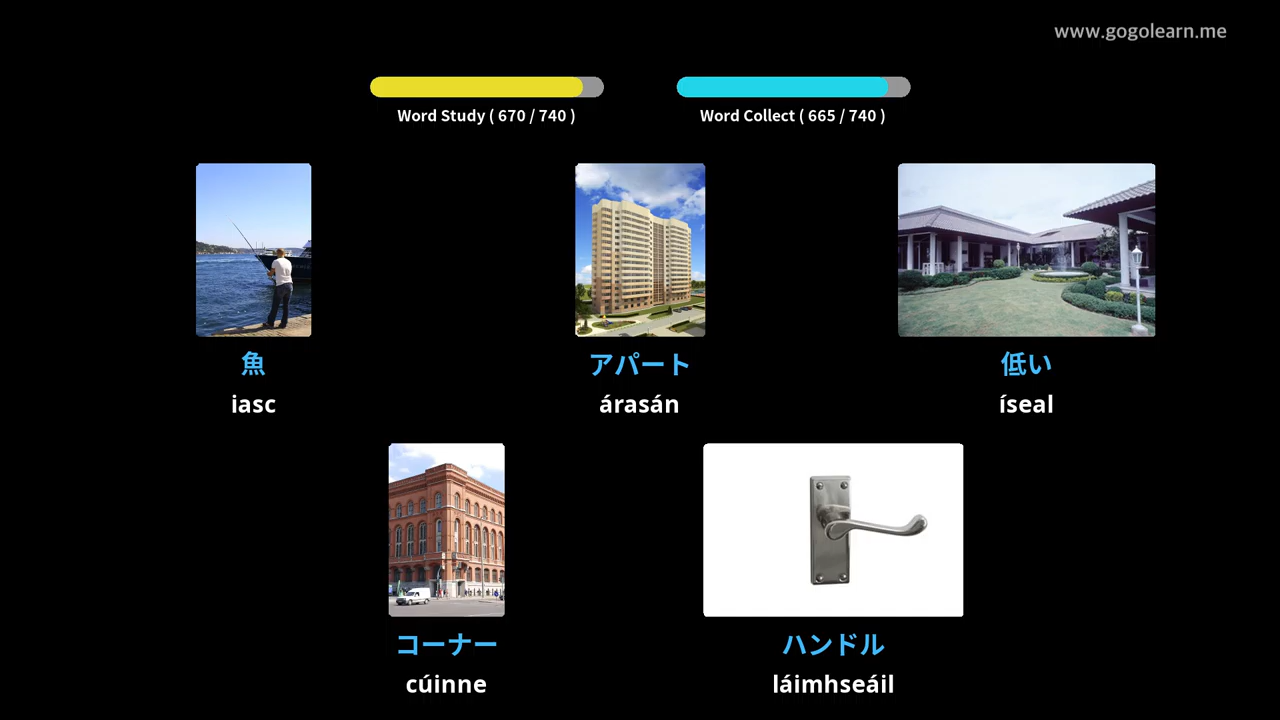 www.gogolearn.me
Word Study ( 670 / 740 )
Word Collect ( 665 / 740 )
魚
iasc
アパート
árasán
低い
íseal
コーナー
cúinne
ハンドル
láimhseáil